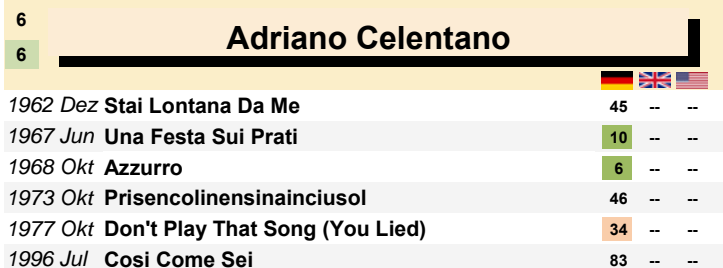 6
6
Adriano Celentano
1962 Dez Stai Lontana Da Me 45 -- --
1967 Jun Una Festa Sui Prati 10 -- --
1968 Okt Azzurro 6 -- --
1973 Okt Prisencolinensinainciusol 46 -- --
1977 Okt Don't Play That Song (You Lied) 34 -- --
1996 Jul Cosi Come Sei 83 -- --